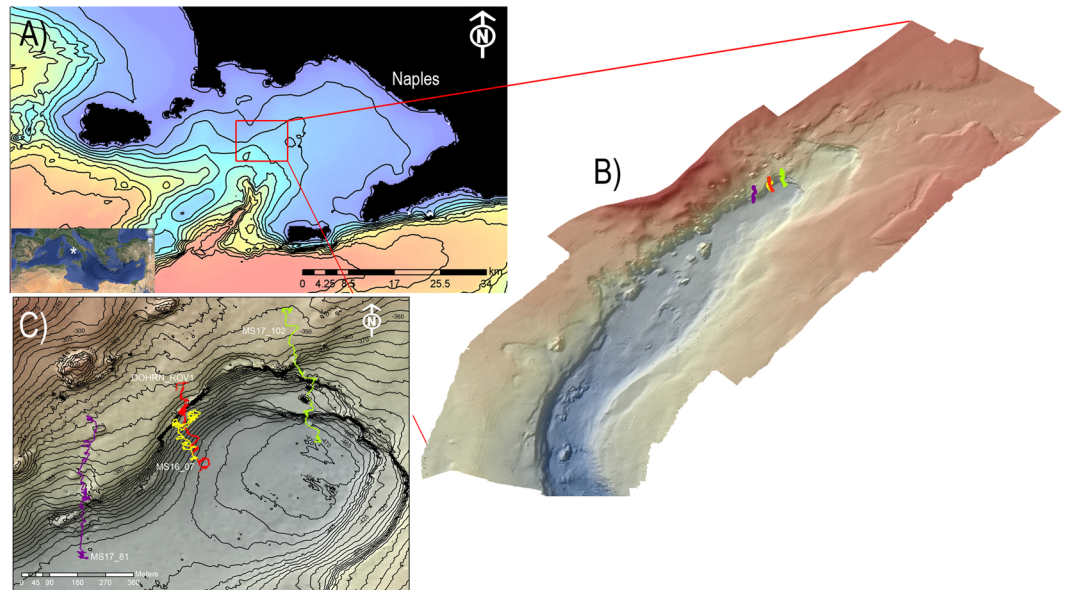 A)
N
Naples
km
0 4.25 8.5 17 25.5 34
B)
C)
N
MS17_102
-360
-300
DOHRN_ROV1
MS16_07
MS17_81
Meters
0 45 90 180 270 360